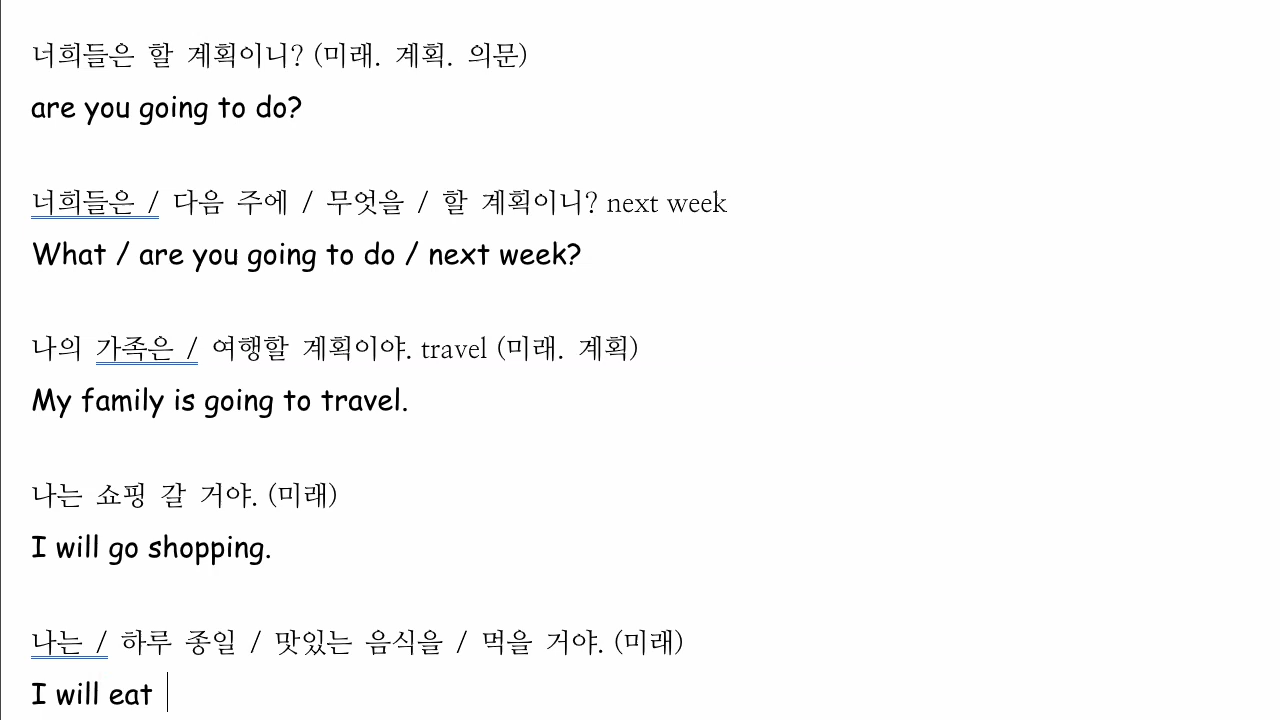 너희들은 할 계획이니? (미래. 계획. 의문)
are you going to do?
너희들은 / 다음 주에 / 무엇을 / 할 계획이니? next week
What / are you going to do / next week?
나의 가족은 / 여행할 계획이야. travel (미래. 계획)
My family is going to travel.
나는 쇼핑 갈 거야. (미래)
I will go shopping.
나는 / 하루 종일 / 맛있는 음식을 / 먹을 거야. (미래)
I will eat